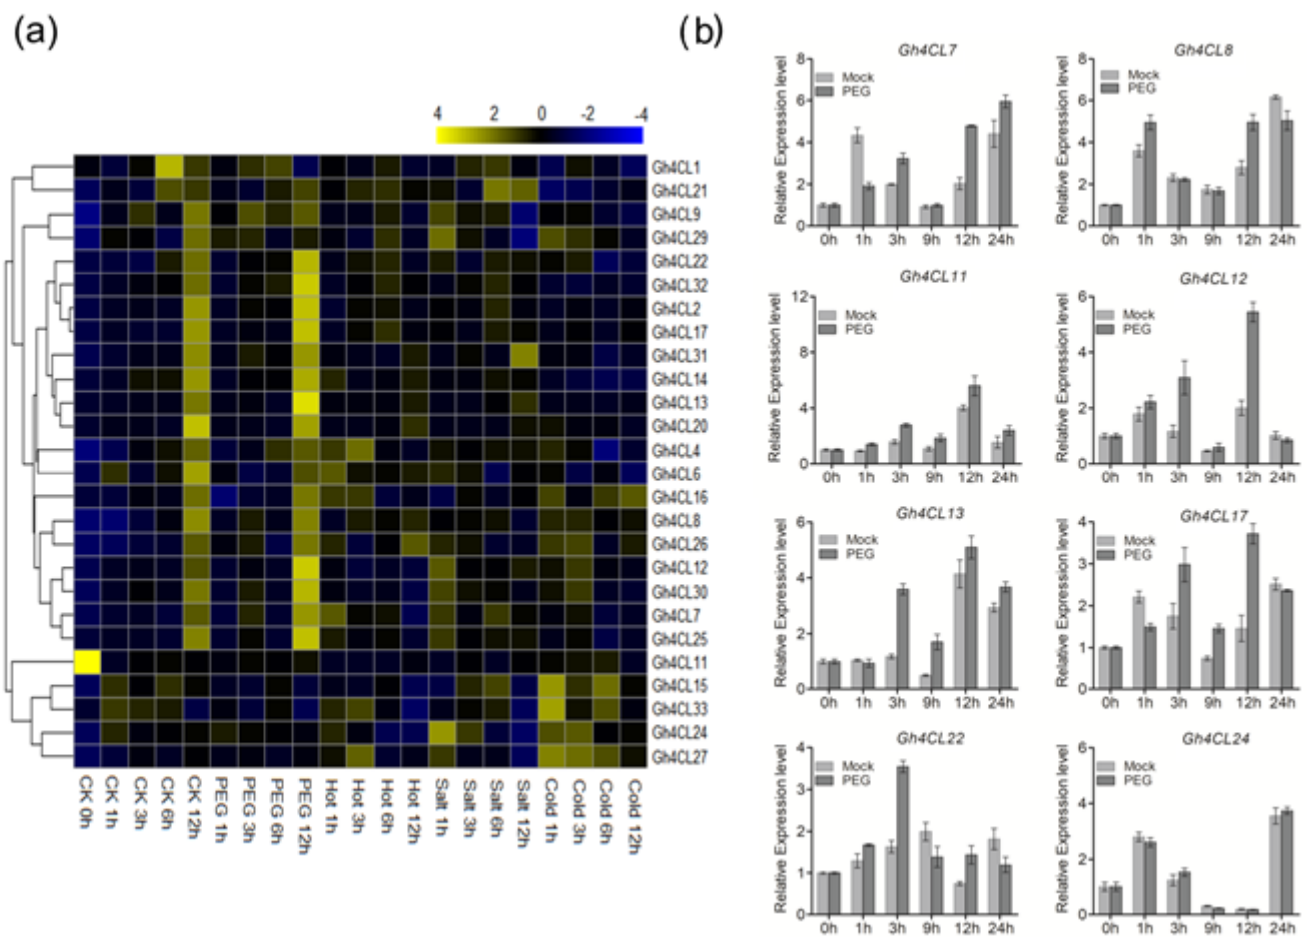 (a)
4 2 0 -2 -4
Gh4CL1
Gh4CL21
Gh4CL9
Gh4CL29
Gh4CL22
Gh4CL32
Gh4CL2
Gh4CL17
Gh4CL31
Gh4CL14
Gh4CL13
Gh4CL20
Gh4CL4
Gh4CL6
Gh4CL16
Gh4CL8
Gh4CL26
Gh4CL12
Gh4CL30
Gh4CL7
Gh4CL25
Gh4CL11
Gh4CL15
Gh4CL33
Gh4CL24
Gh4CL27
CK 0h
CK 1h
CK 3h
CK 6h
CK 12h
PEG 1h
PEG 3h
PEG 6h
PEG 12h
Hot 1h
Hot 3h
Hot 6h
Hot 12h
Salt 1h
Salt 3h
Salt 6h
Salt 12h
Cold 1h
Cold 3h
Cold 6h
Cold 12h
(b)
Gh4CL7
Relative Expression level
8
6
4
2
0
Mock
PEG
0h 1h 3h 9h 12h 24h
Gh4CL8
Relative Expression level
8
6
4
2
0
Mock
PEG
0h 1h 3h 9h 12h 24h
Gh4CL11
Relative Expression level
12
8
4
0
Mock
PEG
0h 1h 3h 9h 12h 24h
Gh4CL12
Relative Expression level
6
4
2
0
Mock
PEG
0h 1h 3h 9h 12h 24h
Gh4CL13
Relative Expression level
6
4
2
0
Mock
PEG
0h 1h 3h 9h 12h 24h
Gh4CL17
Relative Expression level
4
3
2
1
0
Mock
PEG
0h 1h 3h 9h 12h 24h
Gh4CL22
Relative Expression level
4
3
2
1
0
Mock
PEG
0h 1h 3h 9h 12h 24h
Gh4CL24
Relative Expression level
6
4
2
0
Mock
PEG
0h 1h 3h 9h 12h 24h